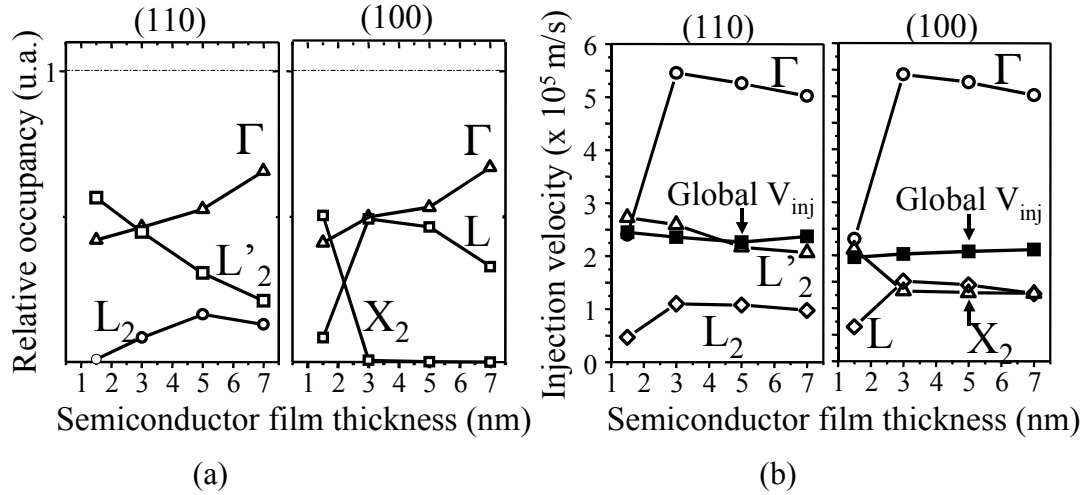 (110)
(100)
Relative occupancy (u.a.)
1
Γ
L'₂
L₂
Γ
L
X₂
1 2 3 4 5 6 7
1 2 3 4 5 6 7
Semiconductor film thickness (nm)
(a)
(110)
(100)
Injection velocity (x 10⁵ m/s)
6
5
4
3
2
1
0
Γ
Global Vinj
L'₂
L₂
Γ
Global Vinj
L
X₂
1 2 3 4 5 6 7
1 2 3 4 5 6 7
Semiconductor film thickness (nm)
(b)